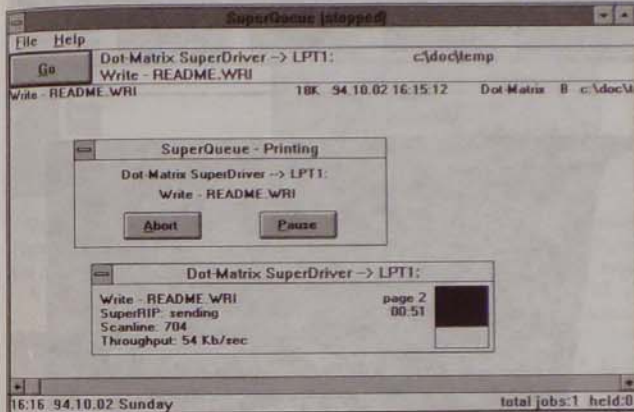 SuperQueue [stopped]
File Help
Go
Dot-Matrix SuperDriver --> LPT1: c:\doc\temp
Write - README.WRI
Write - README.WRI 18K 94.10.02 16:15:12 Dot-Matrix B c:\doc\t
SuperQueue - Printing
Dot-Matrix SuperDriver --> LPT1:
Write - README.WRI
Abort Pause
Dot-Matrix SuperDriver --> LPT1:
Write - README.WRI page 2
SuperRIP: sending 00:51
Scanline: 704
Throughput: 54 Kb/sec
16:16 94.10.02 Sunday total jobs:1 held:0